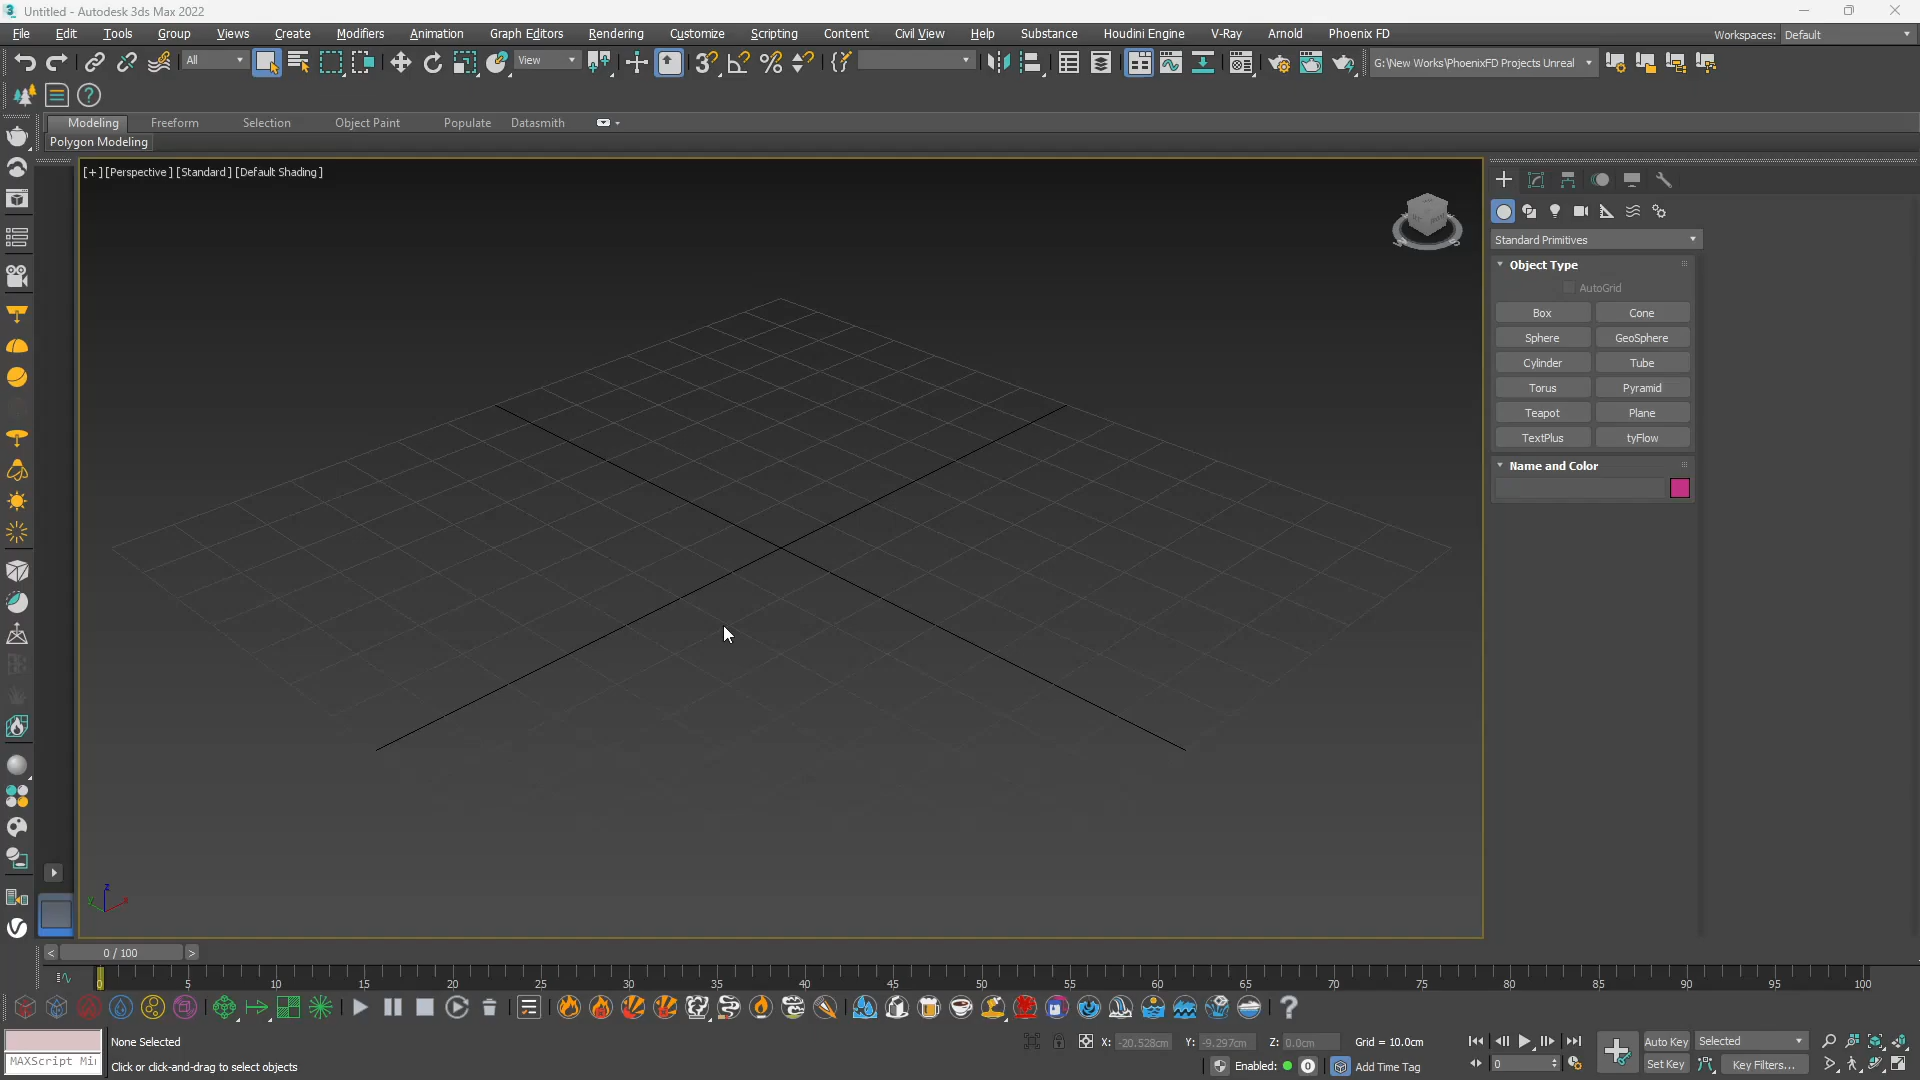 Untitled - Autodesk 3ds Max 2022
File Edit Tools Group Views Create Modifiers Animation Graph Editors Rendering Customize Scripting Content Civil View Help Substance Houdini Engine V-Ray Arnold Phoenix FD Workspaces: Default
All View G:\New Works\PhoenixFD Projects Unreal
Modeling Freeform Selection Object Paint Populate Datasmith
Polygon Modeling
[+] [Perspective] [Standard] [Default Shading]
Standard Primitives
Object Type
AutoGrid
Box Cone
Sphere GeoSphere
Cylinder Tube
Torus Pyramid
Teapot Plane
TextPlus tyFlow
Name and Color
z
y x
< 0 / 100 >
0 5 10 15 20 25 30 35 40 45 50 55 60 65 70 75 80 85 90 95 100
None Selected X: -20.528cm Y: -9.297cm Z: 0.0cm Grid = 10.0cm Auto Key Selected
MAXScript Mi Click or click-and-drag to select objects Enabled: 0 Add Time Tag 0 Set Key Key Filters...